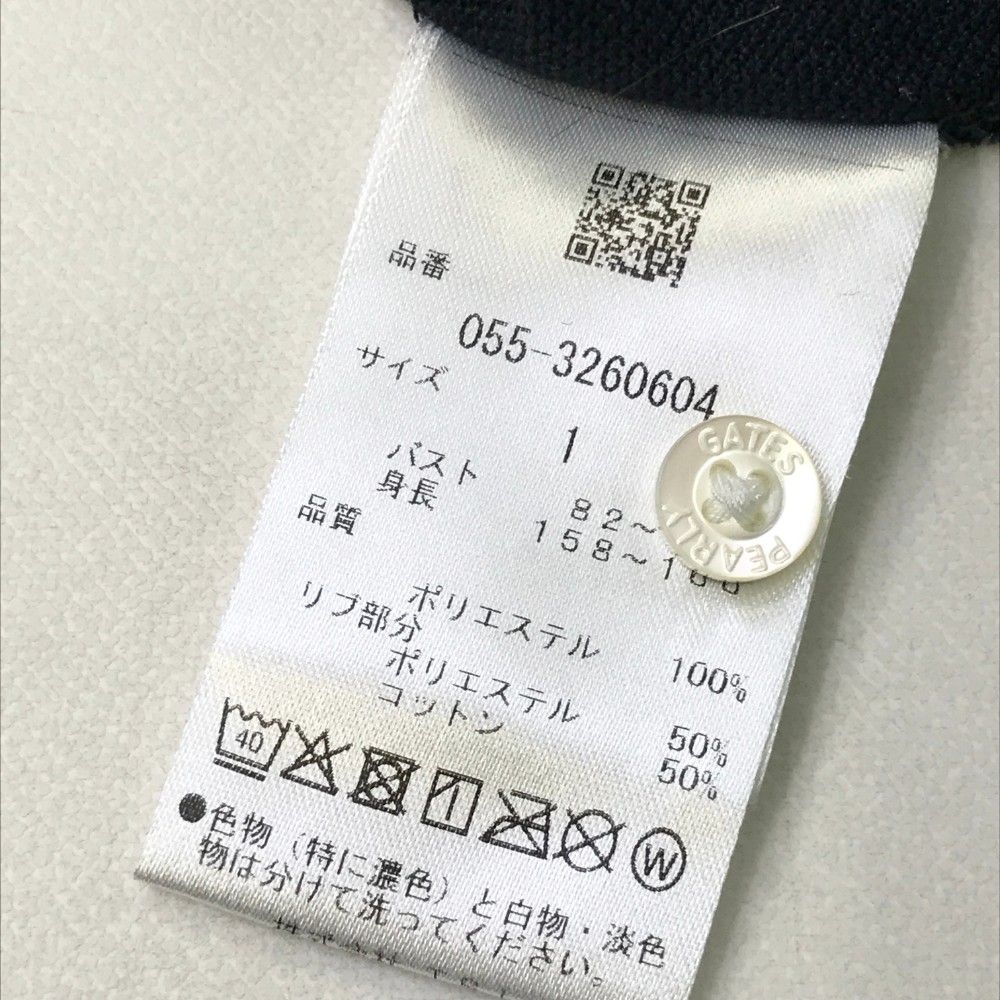 品番
055-3260604
サイズ
1
バスト
82~
身長
158~166
品質
ポリエステル 100%
リブ部分
ポリエステル 50%
コットン 50%
40
W
●色物(特に濃色)と白物・淡色
物は分けて洗ってください。
GATES
PEARLY